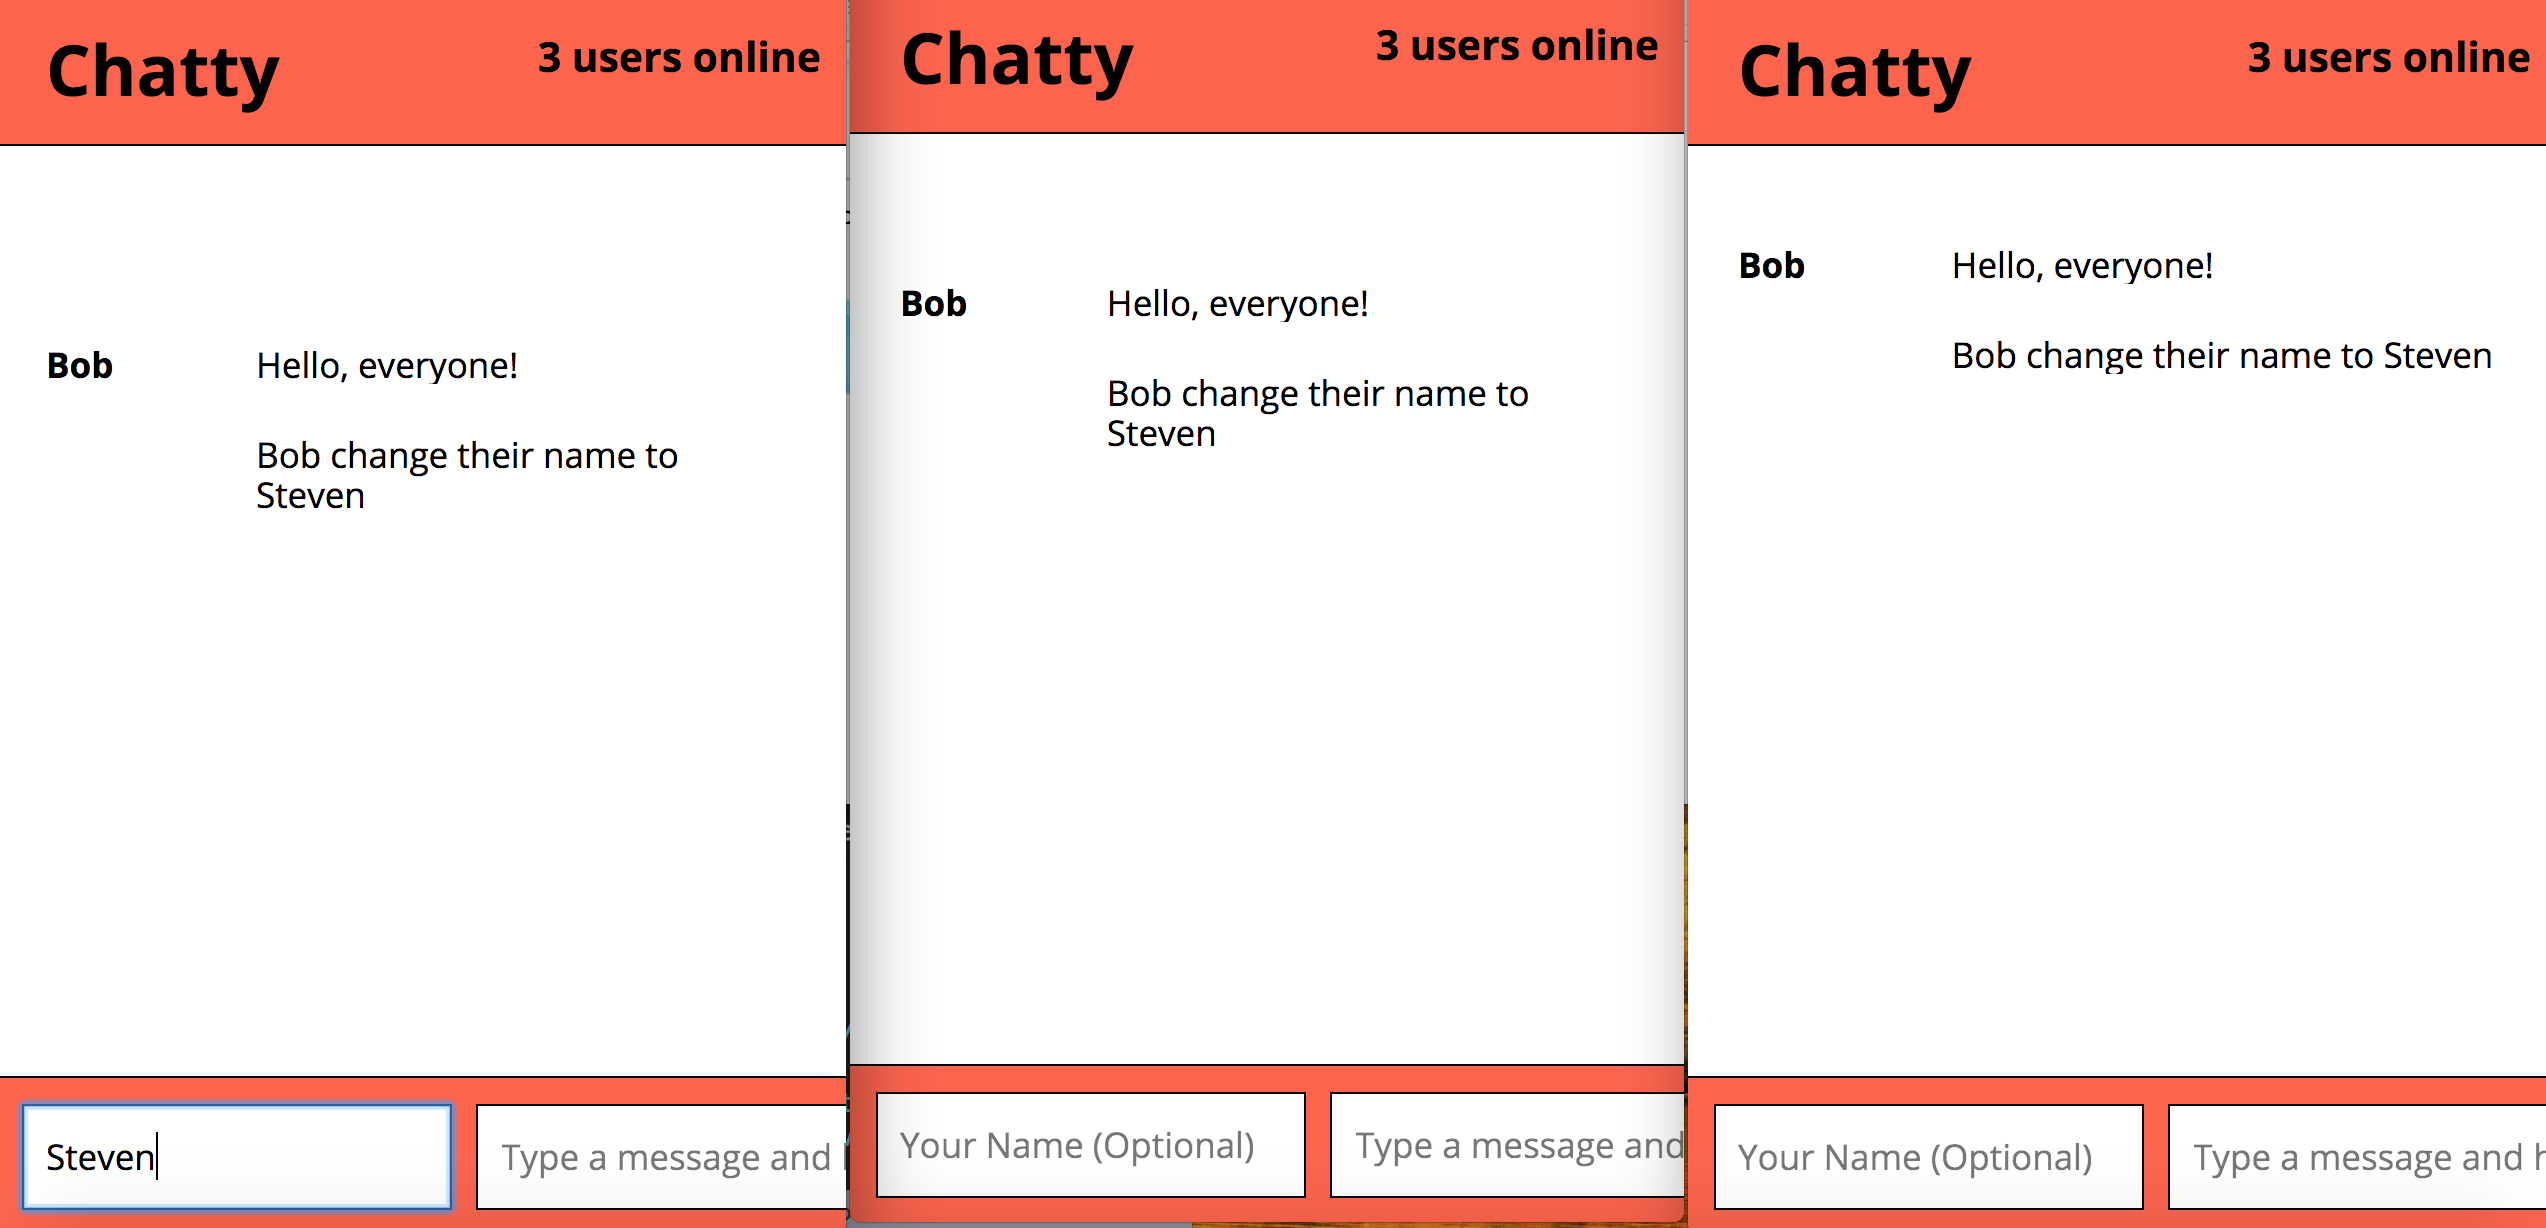 Chatty
3 users online
Bob
Hello, everyone!
Bob change their name to
Steven
Steven
Type a message and
Chatty
3 users online
Bob
Hello, everyone!
Bob change their name to
Steven
Your Name (Optional)
Type a message and
Chatty
3 users online
Bob
Hello, everyone!
Bob change their name to Steven
Your Name (Optional)
Type a message and h